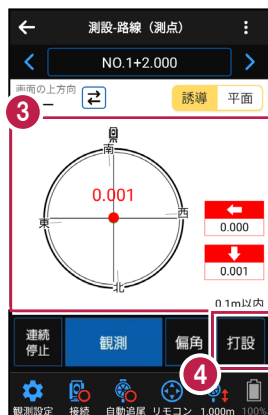 測設-路線（測点）
NO.1+2.000
画面の上方向
誘導 平面
3
南
0.001
東
西
0.000
北
0.001
0.1m以内
連続停止 観測 偏角 打設
4
観測設定 接続 自動追尾 リモコン 1.000m 100%